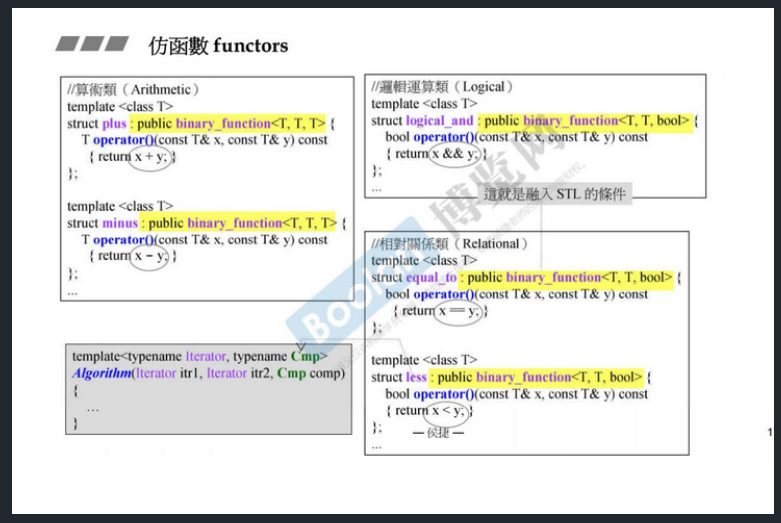 仿函數 functors
//算術類（Arithmetic）
template <class T>
struct plus : public binary_function<T, T, T> {
T operator()(const T& x, const T& y) const
{ return x + y; }
};
template <class T>
struct minus : public binary_function<T, T, T> {
T operator()(const T& x, const T& y) const
{ return x − y; }
};
...
template<typename Iterator, typename Cmp>
Algorithm(Iterator itr1, Iterator itr2, Cmp comp)
{
...
}
//邏輯運算類（Logical）
template <class T>
struct logical_and : public binary_function<T, T, bool> {
bool operator()(const T& x, const T& y) const
{ return x && y; }
};
...
這就是融入 STL 的條件
//相對關係類（Relational）
template <class T>
struct equal_to : public binary_function<T, T, bool> {
bool operator()(const T& x, const T& y) const
{ return x == y; }
};
template <class T>
struct less : public binary_function<T, T, bool> {
bool operator()(const T& x, const T& y) const
{ return x < y; }
};
...
— 侯捷 —
1
博览网